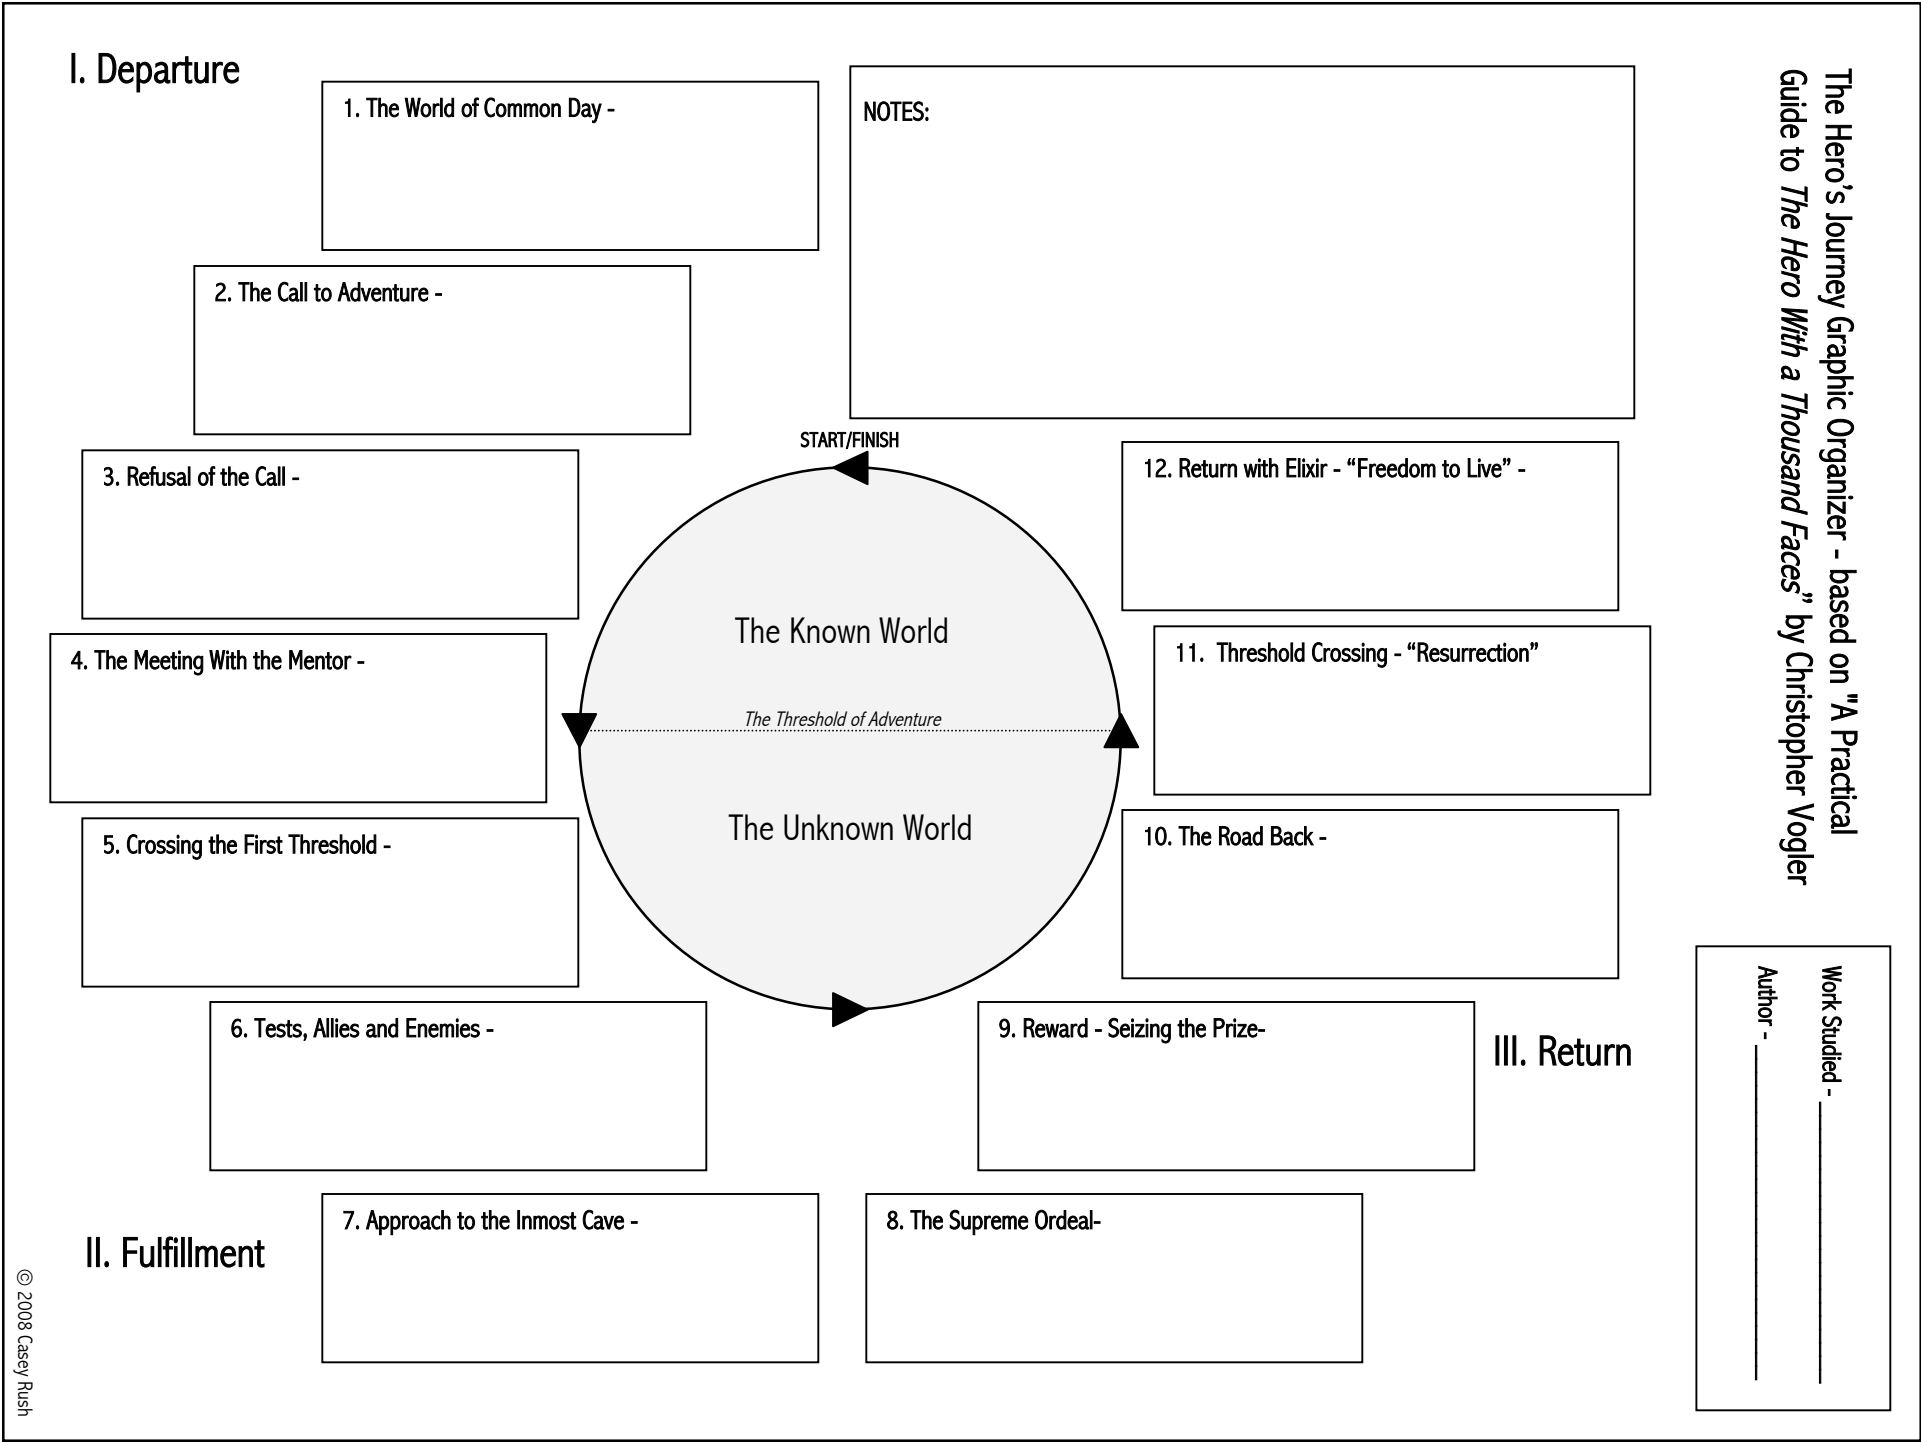 I. Departure
1. The World of Common Day -
NOTES:
2. The Call to Adventure -
START/FINISH
3. Refusal of the Call -
12. Return with Elixir - “Freedom to Live” -
The Known World
4. The Meeting With the Mentor -
11.  Threshold Crossing - “Resurrection”
The Threshold of Adventure
5. Crossing the First Threshold -
The Unknown World
10. The Road Back -
6. Tests, Allies and Enemies -
9. Reward - Seizing the Prize-
III. Return
7. Approach to the Inmost Cave -
8. The Supreme Ordeal-
II. Fulfillment
The Hero’s Journey Graphic Organizer - based on "A Practical
Guide to The Hero With a Thousand Faces” by Christopher Vogler
Work Studied -
Author -
© 2008 Casey Rush